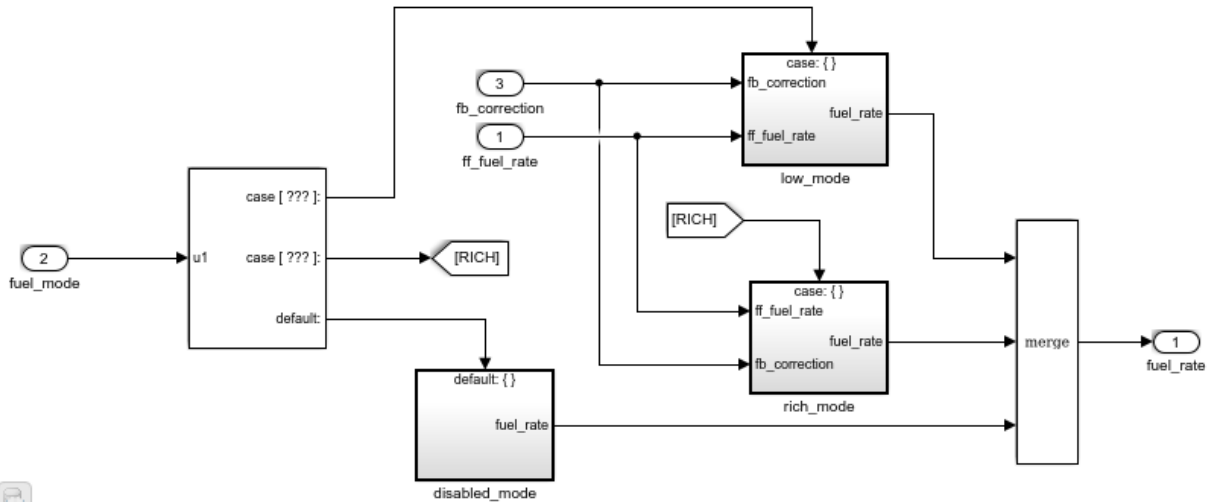 case: { }
3
fb_correction
fb_correction
fuel_rate
1
ff_fuel_rate
ff_fuel_rate
low_mode
case [ ??? ]:
[RICH]
2
fuel_mode
u1
case [ ??? ]:
[RICH]
case: { }
ff_fuel_rate
default:
fuel_rate
merge
1
fuel_rate
fb_correction
default: { }
rich_mode
fuel_rate
disabled_mode